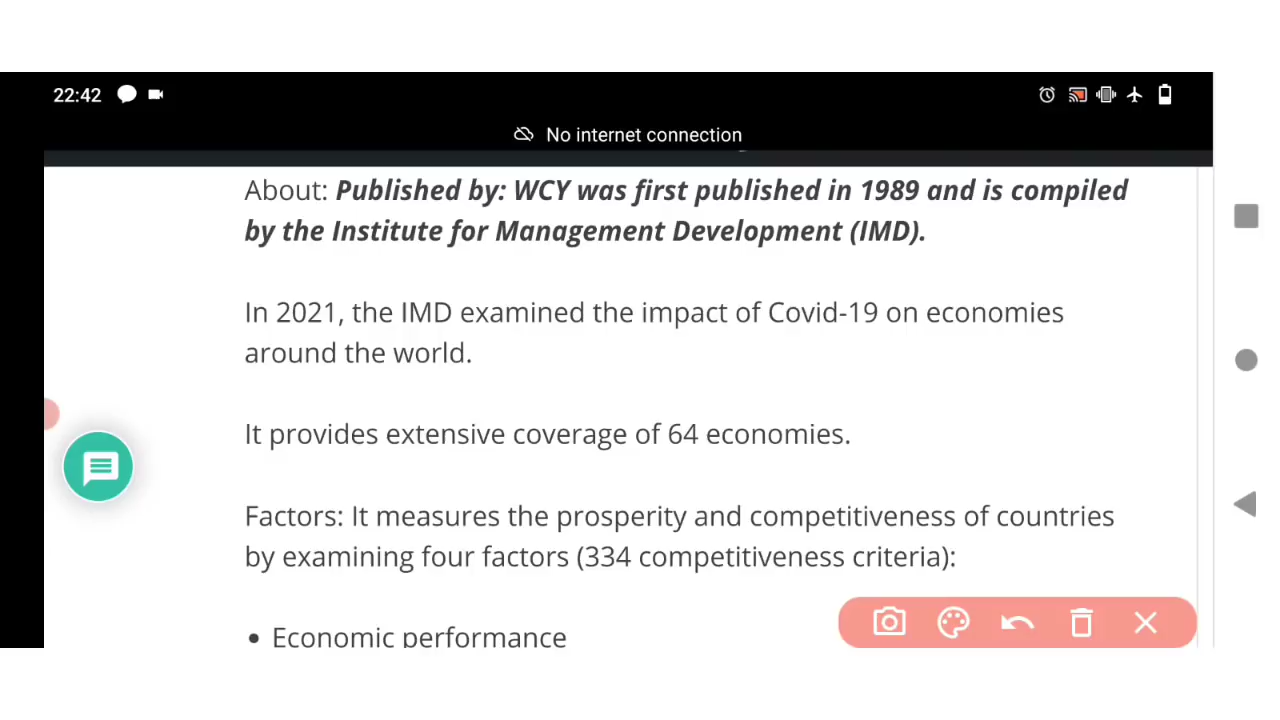 22:42
No internet connection
About: Published by: WCY was first published in 1989 and is compiled
by the Institute for Management Development (IMD).
In 2021, the IMD examined the impact of Covid-19 on economies
around the world.
It provides extensive coverage of 64 economies.
Factors: It measures the prosperity and competitiveness of countries
by examining four factors (334 competitiveness criteria):
• Economic performance